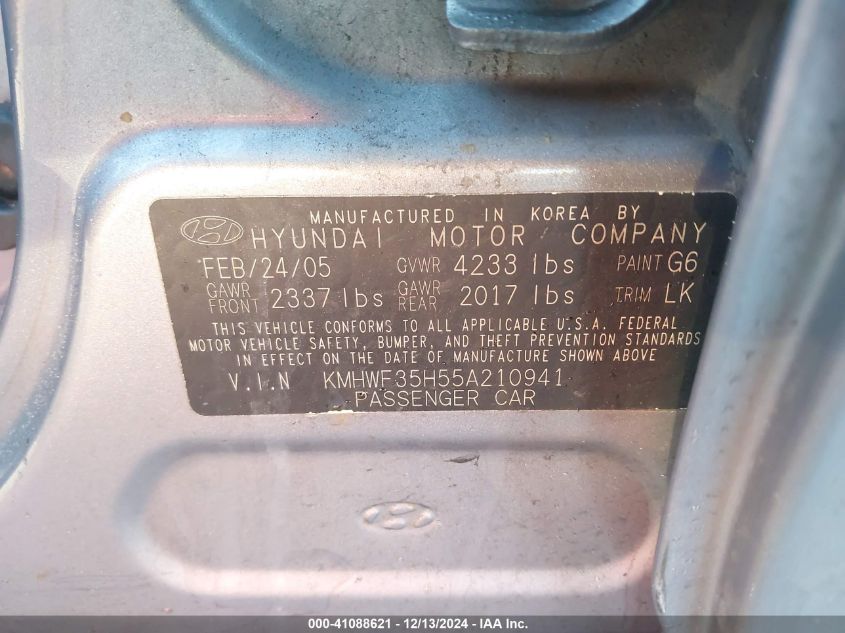 MANUFACTURED IN KOREA BY
HYUNDAI MOTOR COMPANY
FEB/24/05 GVWR 4233 lbs PAINT G6
GAWR FRONT 2337 lbs GAWR REAR 2017 lbs TRIM LK
THIS VEHICLE CONFORMS TO ALL APPLICABLE U.S.A. FEDERAL
MOTOR VEHICLE SAFETY, BUMPER, AND THEFT PREVENTION STANDARDS
IN EFFECT ON THE DATE OF MANUFACTURE SHOWN ABOVE
V.I.N KMHWF35H55A210941
PASSENGER CAR
000-41088621 - 12/13/2024 - IAA Inc.